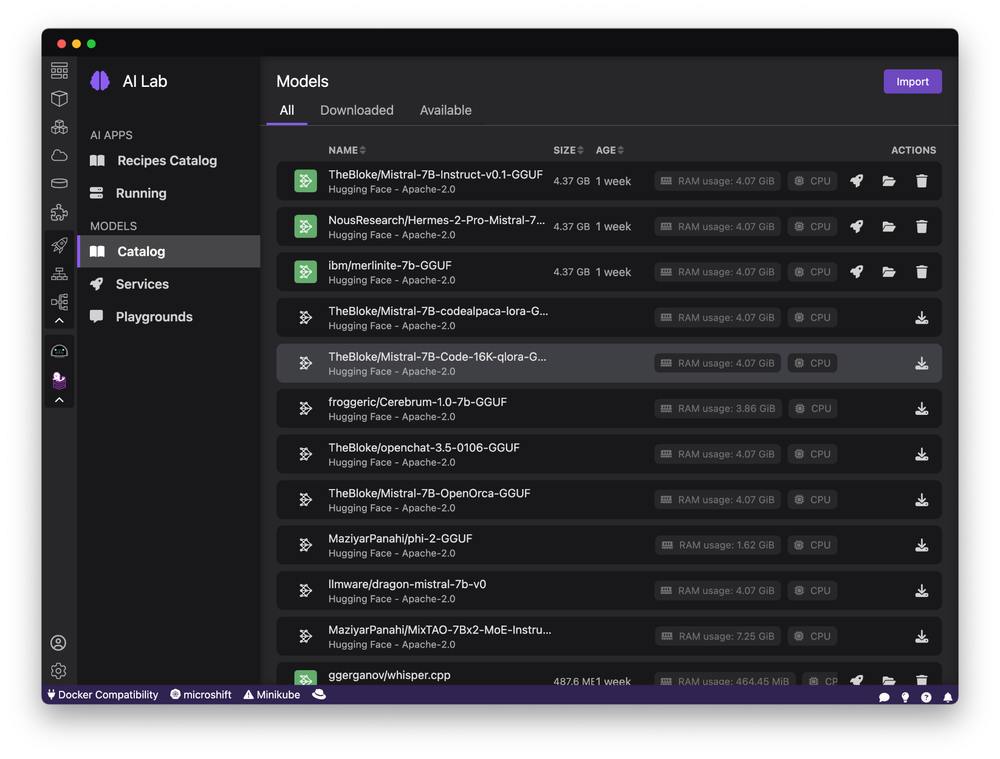 AI Lab
AI APPS
Recipes Catalog
Running
MODELS
Catalog
Services
Playgrounds
Models
Import
All Downloaded Available
NAME SIZE AGE ACTIONS
TheBloke/Mistral-7B-Instruct-v0.1-GGUF
Hugging Face - Apache-2.0
4.37 GB 1 week RAM usage: 4.07 GiB CPU
NousResearch/Hermes-2-Pro-Mistral-7...
Hugging Face - Apache-2.0
4.37 GB 1 week RAM usage: 4.07 GiB CPU
ibm/merlinite-7b-GGUF
Hugging Face - Apache-2.0
4.37 GB 1 week RAM usage: 4.07 GiB CPU
TheBloke/Mistral-7B-codealpaca-lora-G...
Hugging Face - Apache-2.0
RAM usage: 4.07 GiB CPU
TheBloke/Mistral-7B-Code-16K-qlora-G...
Hugging Face - Apache-2.0
RAM usage: 4.07 GiB CPU
froggeric/Cerebrum-1.0-7b-GGUF
Hugging Face - Apache-2.0
RAM usage: 3.86 GiB CPU
TheBloke/openchat-3.5-0106-GGUF
Hugging Face - Apache-2.0
RAM usage: 4.07 GiB CPU
TheBloke/Mistral-7B-OpenOrca-GGUF
Hugging Face - Apache-2.0
RAM usage: 4.07 GiB CPU
MaziyarPanahi/phi-2-GGUF
Hugging Face - Apache-2.0
RAM usage: 1.62 GiB CPU
llmware/dragon-mistral-7b-v0
Hugging Face - Apache-2.0
RAM usage: 4.07 GiB CPU
MaziyarPanahi/MixTAO-7Bx2-MoE-Instru...
Hugging Face - Apache-2.0
RAM usage: 7.25 GiB CPU
ggerganov/whisper.cpp
487.6 ME 1 week RAM usage: 464.45 MiB CP
Docker Compatibility microshift Minikube